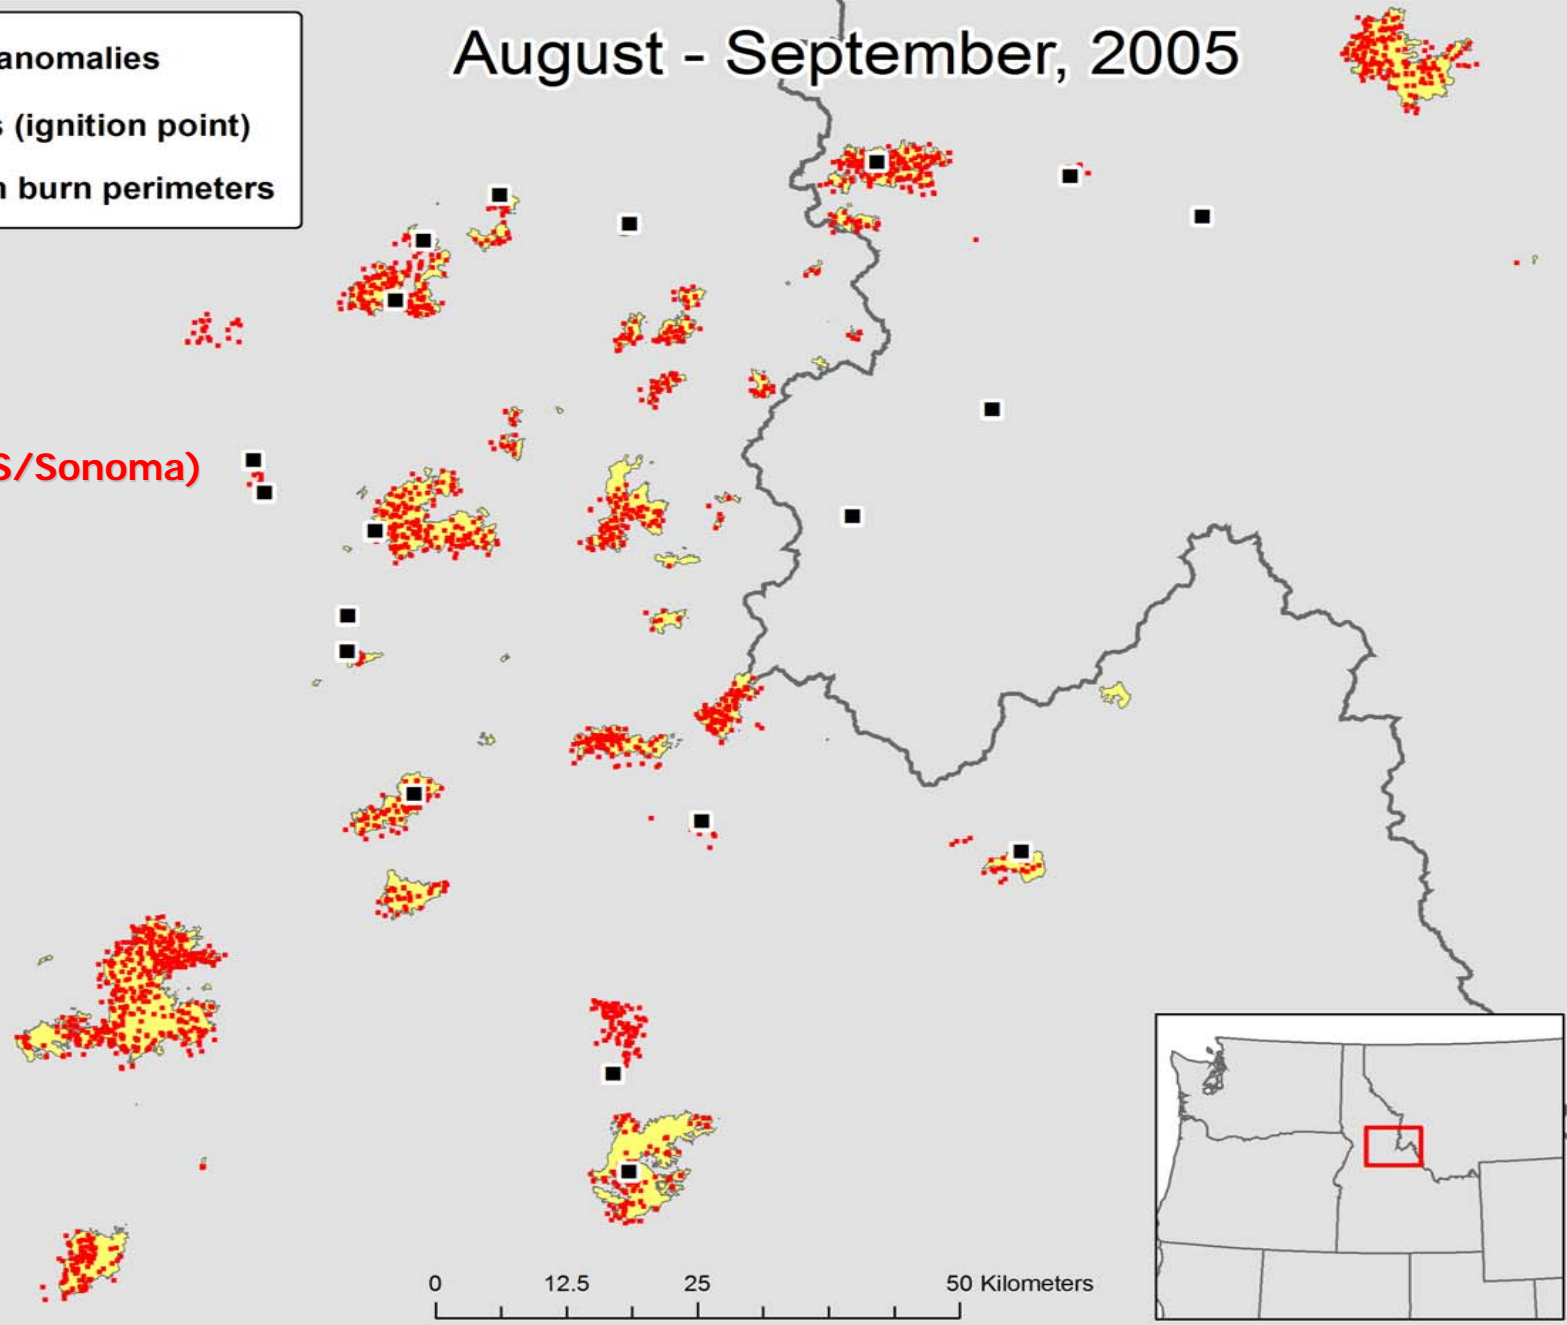 August - September, 2005
anomalies
(ignition point)
burn perimeters
S/Sonoma)
0 12.5 25 50 Kilometers